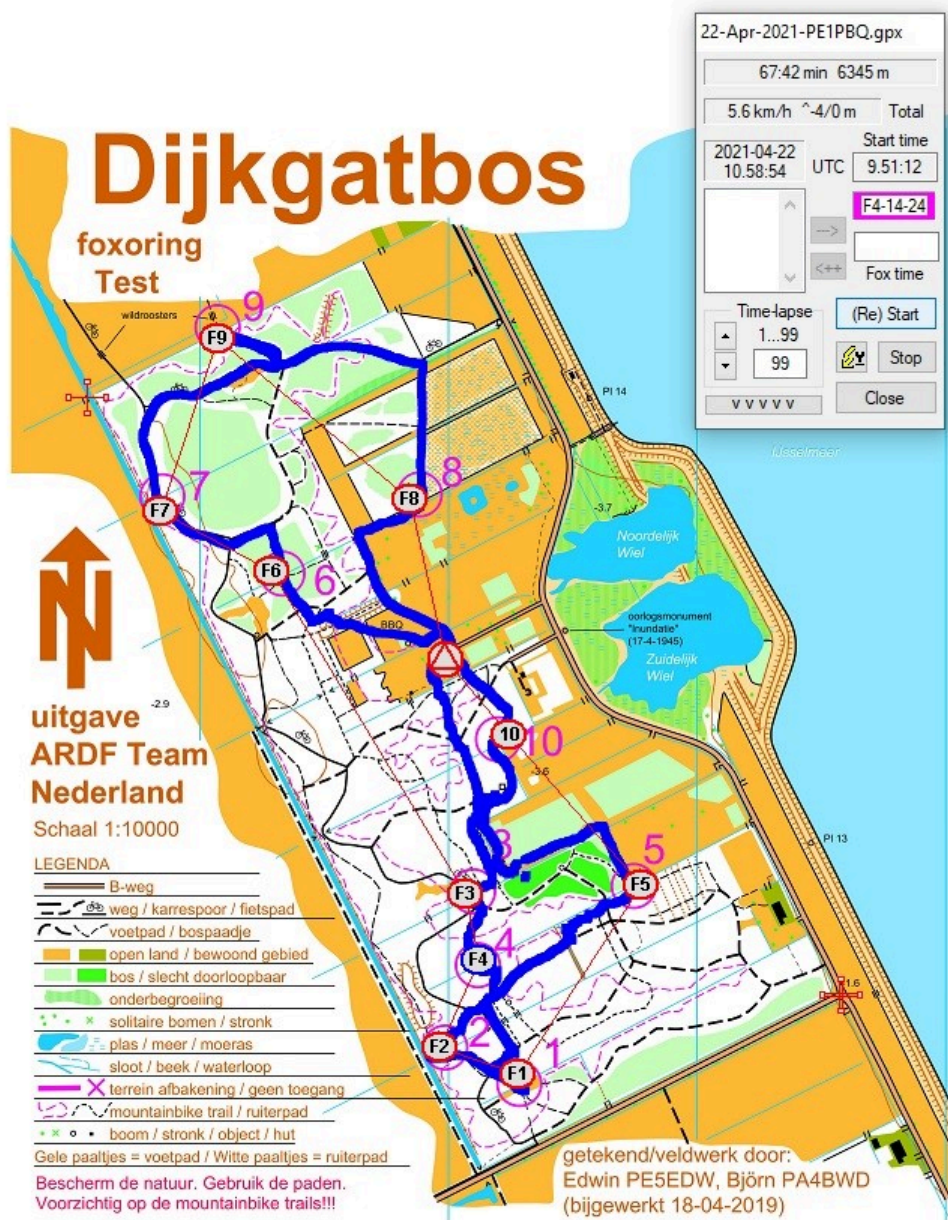 22-Apr-2021-PE1PBQ.gpx
67:42 min 6345 m
5.6 km/h ^-4/0 m Total
2021-04-22
10.58:54
UTC
Start time
9.51:12
F4-14-24
--->
<++
Fox time
Time-lapse
1...99
99
(Re) Start
Stop
v v v v v
Close
Dijkgatbos
foxoring
Test
wildroosters
9
F9
PI 14
IJsselmeer
7
F7
8
F8
-3.7
Noordelijk
Wiel
F6
6
BBQ
oorlogsmonument
"Inundatie"
(17-4-1945)
Zuidelijk
Wiel
N
-2.9
10
10
-3.6
uitgave
ARDF Team
Nederland
Schaal 1:10000
PI 13
3
F3
5
F5
4
F4
1.6
2
F2
1
F1
LEGENDA
B-weg
weg / karrespoor / fietspad
voetpad / bospaadje
open land / bewoond gebied
bos / slecht doorloopbaar
onderbegroeiing
solitaire bomen / stronk
plas / meer / moeras
sloot / beek / waterloop
terrein afbakening / geen toegang
mountainbike trail / ruiterpad
boom / stronk / object / hut
Gele paaltjes = voetpad / Witte paaltjes = ruiterpad
Bescherm de natuur. Gebruik de paden.
Voorzichtig op de mountainbike trails!!!
getekend/veldwerk door:
Edwin PE5EDW, Björn PA4BWD
(bijgewerkt 18-04-2019)